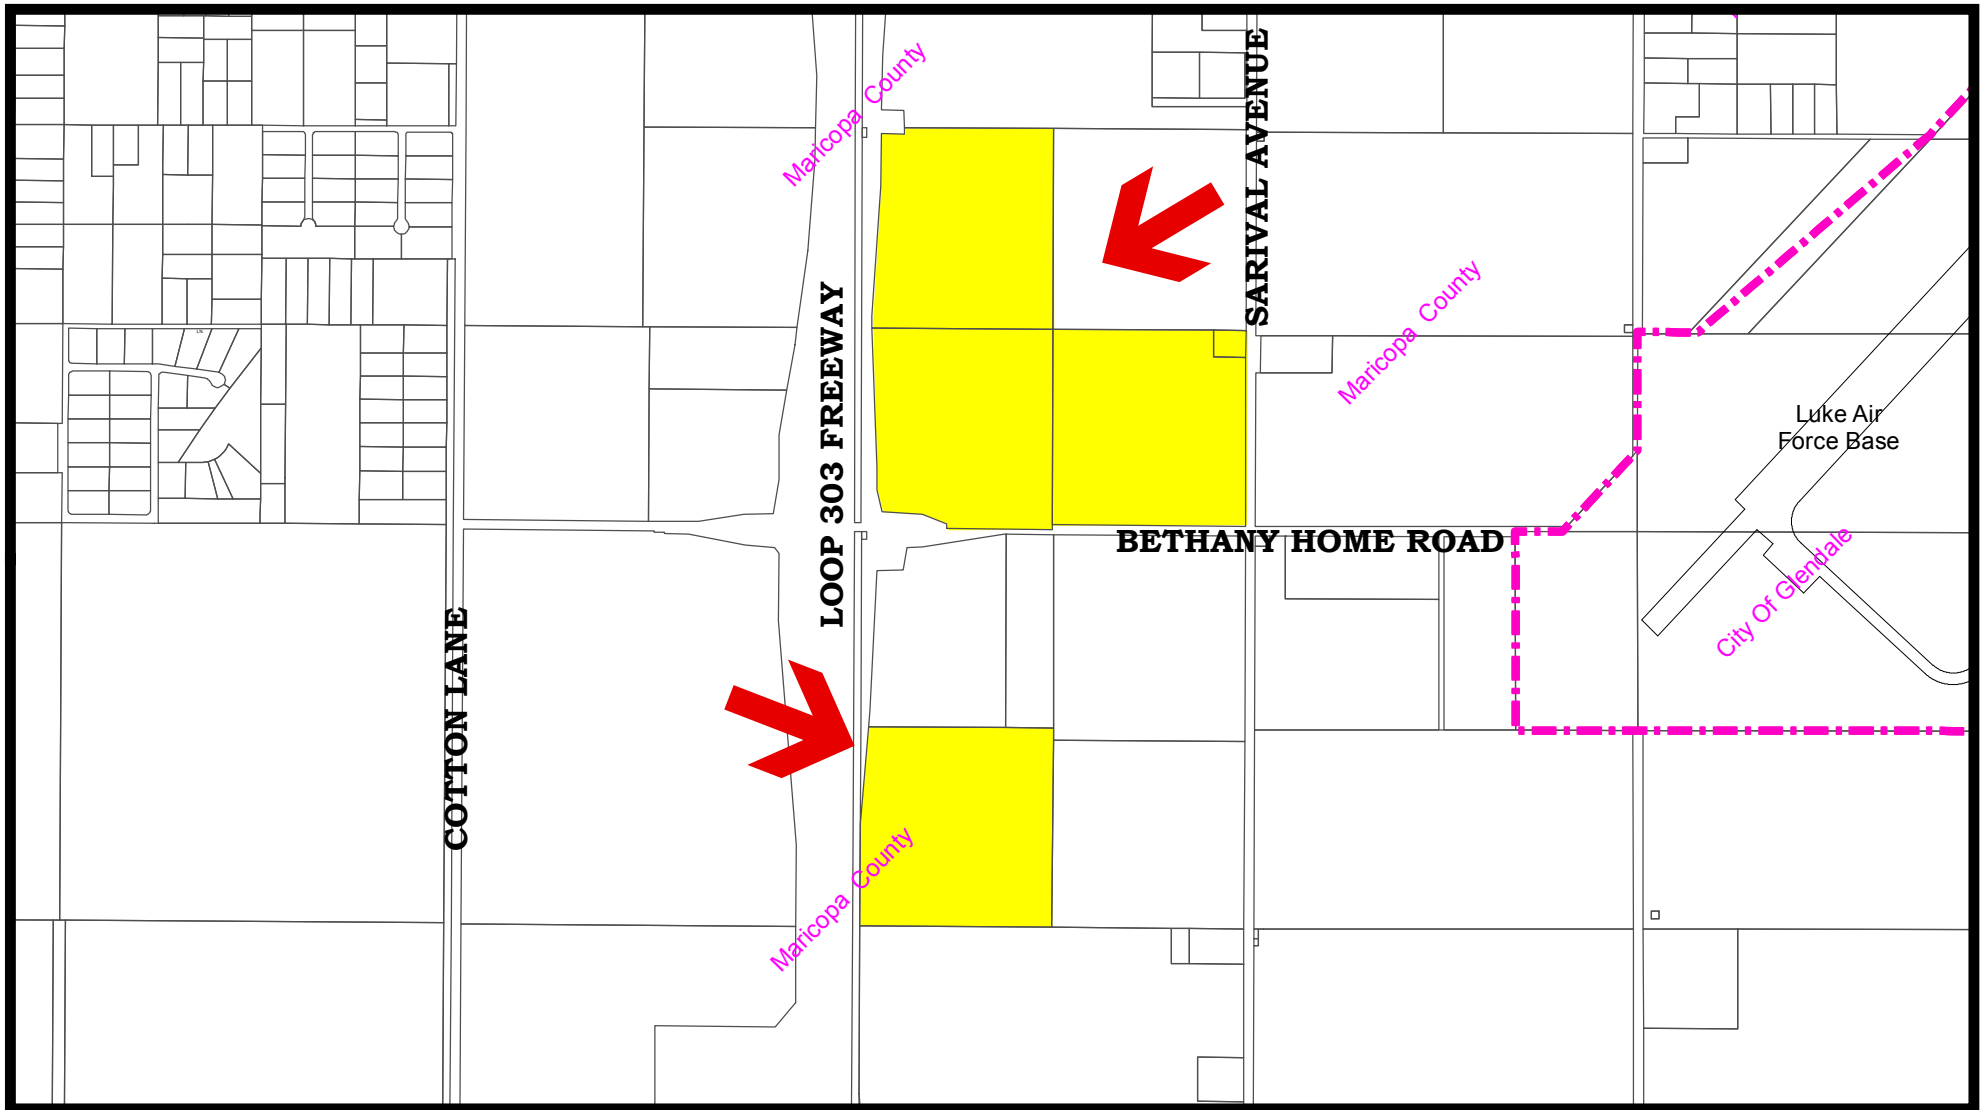 Maricopa County
SARIVAL AVENUE
Maricopa County
LOOP 303 FREEWAY
Luke Air
Force Base
BETHANY HOME ROAD
City Of Glendale
COTTON LANE
Maricopa County